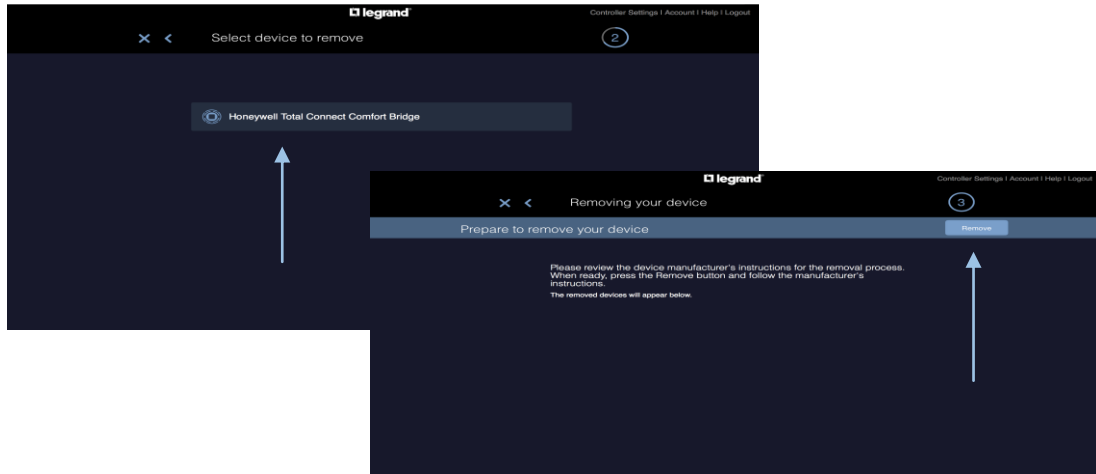 legrand
Controller Settings | Account | Help | Logout
Select device to remove
2
Honeywell Total Connect Comfort Bridge
legrand
Controller Settings | Account | Help | Logout
Removing your device
3
Prepare to remove your device
Remove
Please review the device manufacturer's instructions for the removal process.
When ready, press the Remove button and follow the manufacturer's
instructions.
The removed devices will appear below.